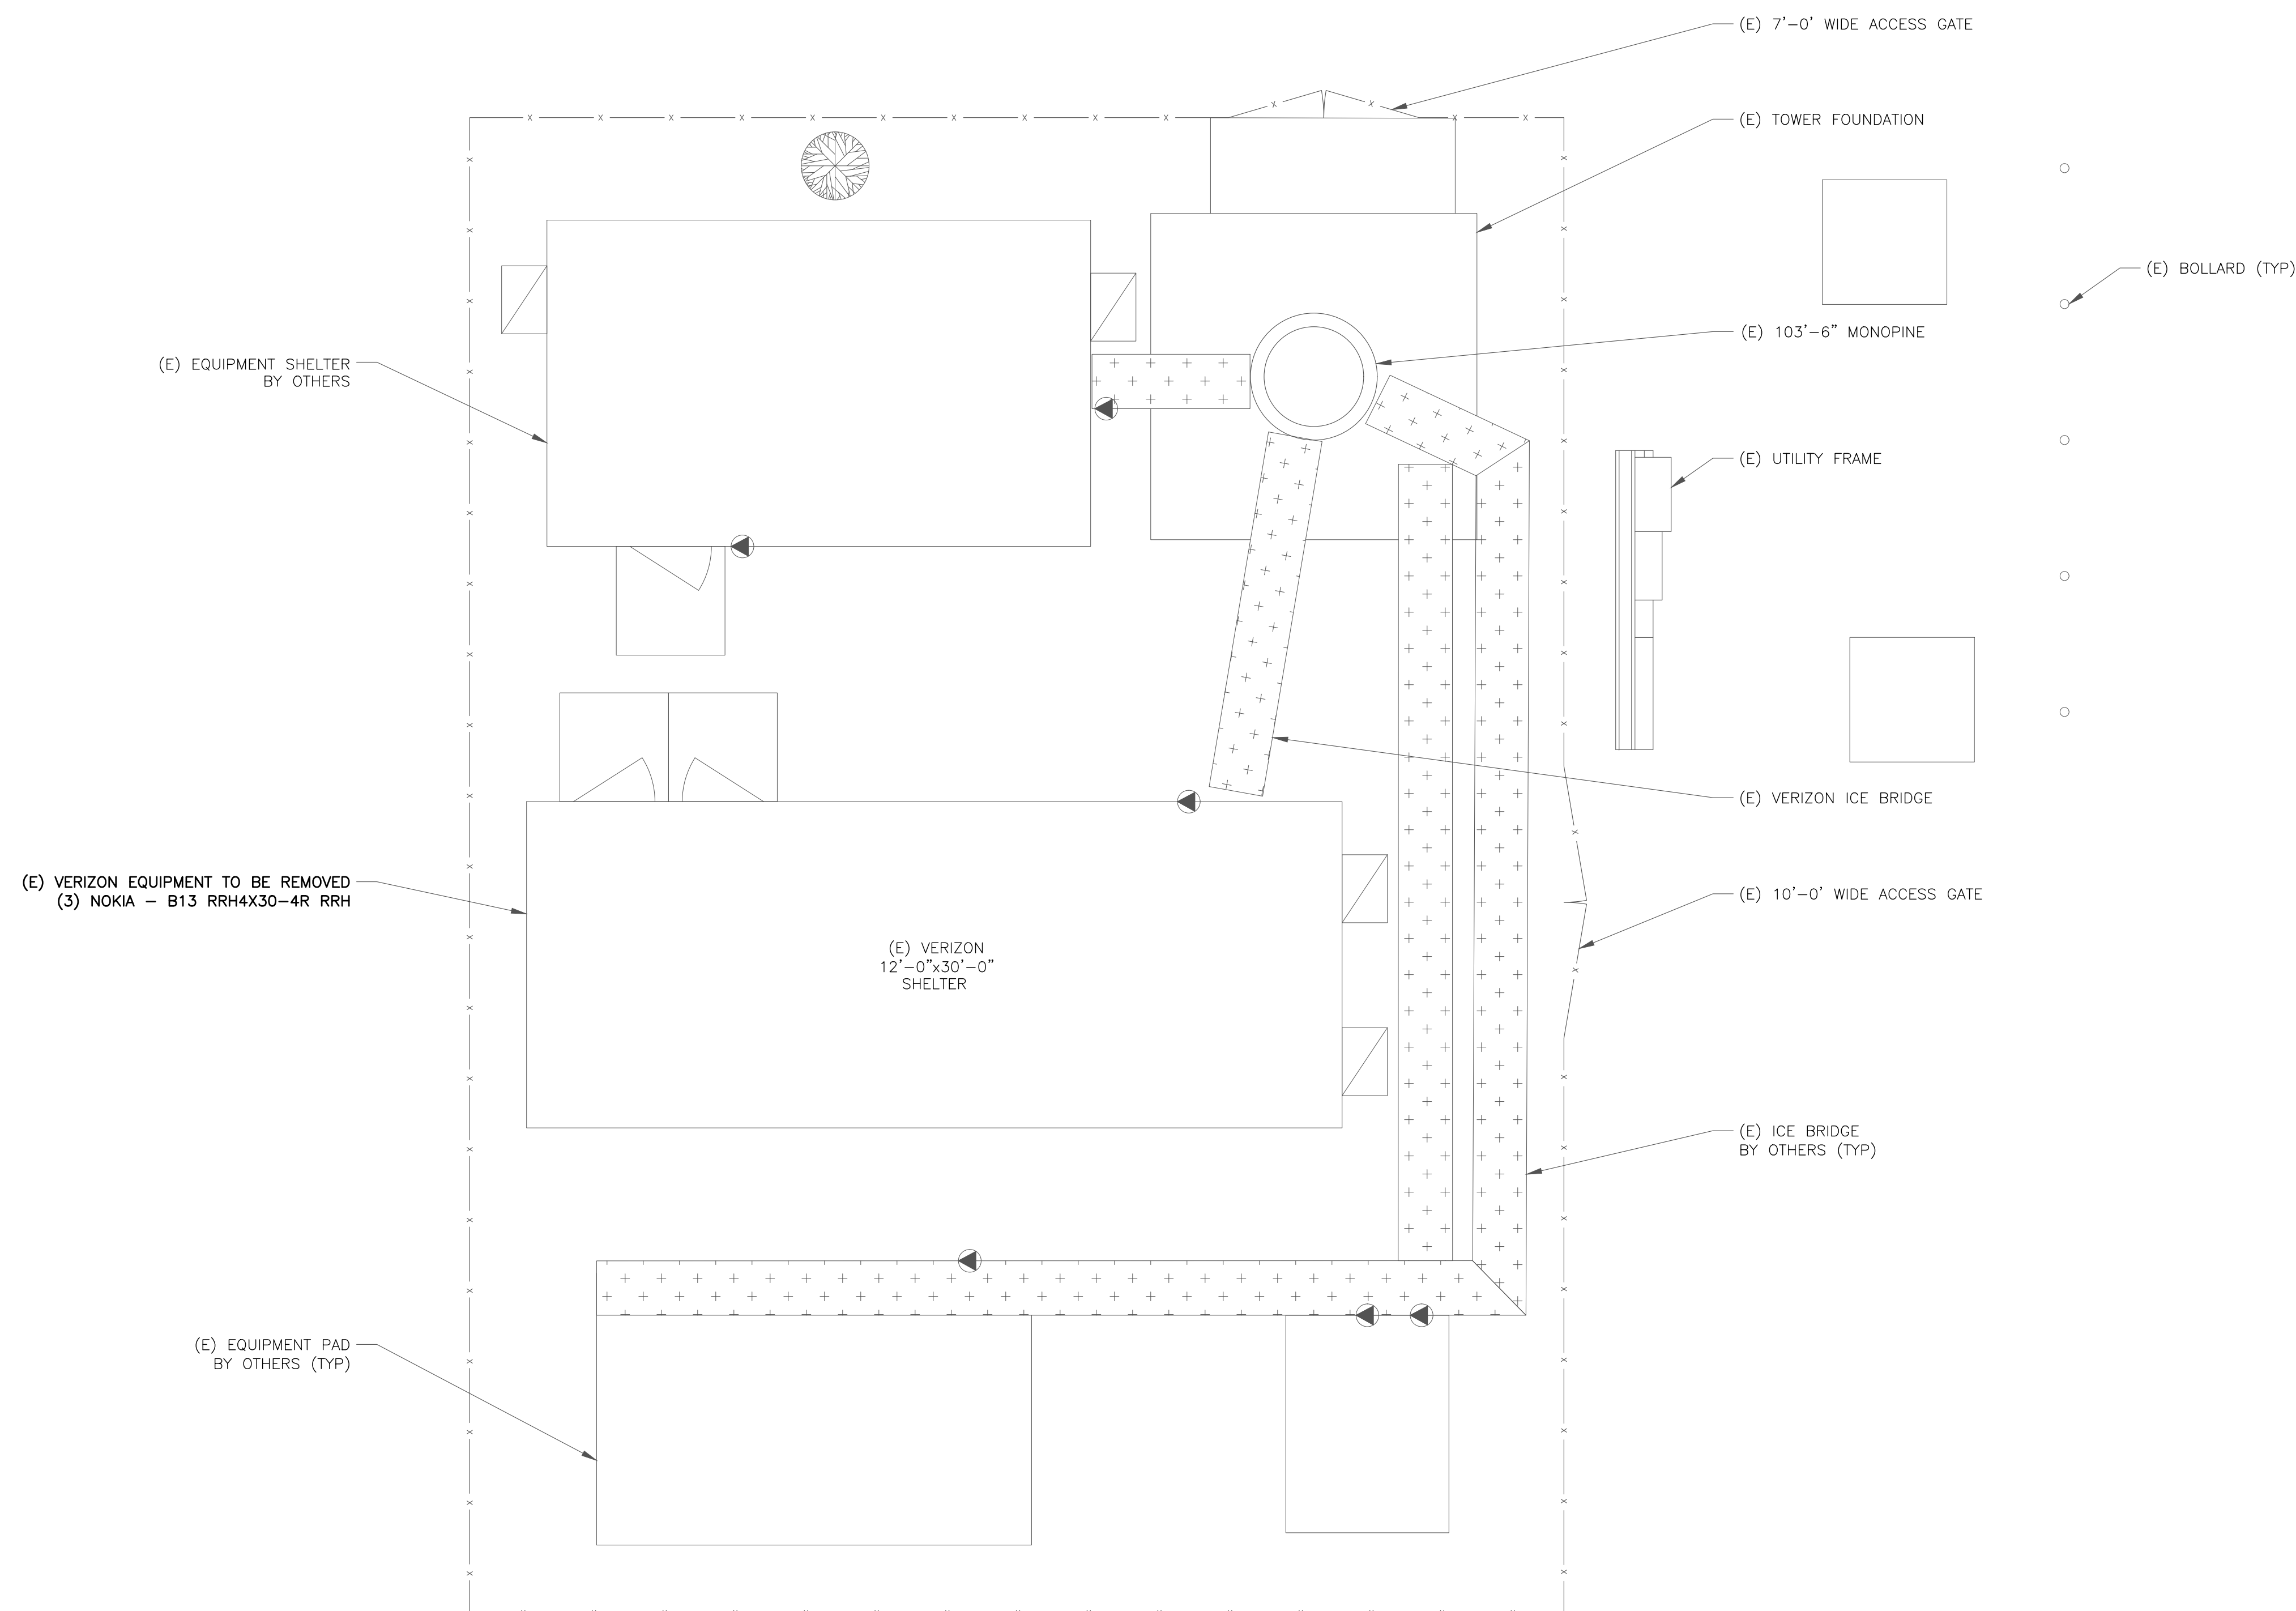 (E) 7'-0' WIDE ACCESS GATE
(E) TOWER FOUNDATION
(E) BOLLARD (TYP)
(E) 103'-6" MONOPINE
(E) EQUIPMENT SHELTER
BY OTHERS
(E) UTILITY FRAME
(E) VERIZON ICE BRIDGE
(E) VERIZON EQUIPMENT TO BE REMOVED
(3) NOKIA - B13 RRH4X30-4R RRH
(E) 10'-0' WIDE ACCESS GATE
(E) VERIZON
12'-0"x30'-0"
SHELTER
(E) ICE BRIDGE
BY OTHERS (TYP)
(E) EQUIPMENT PAD
BY OTHERS (TYP)